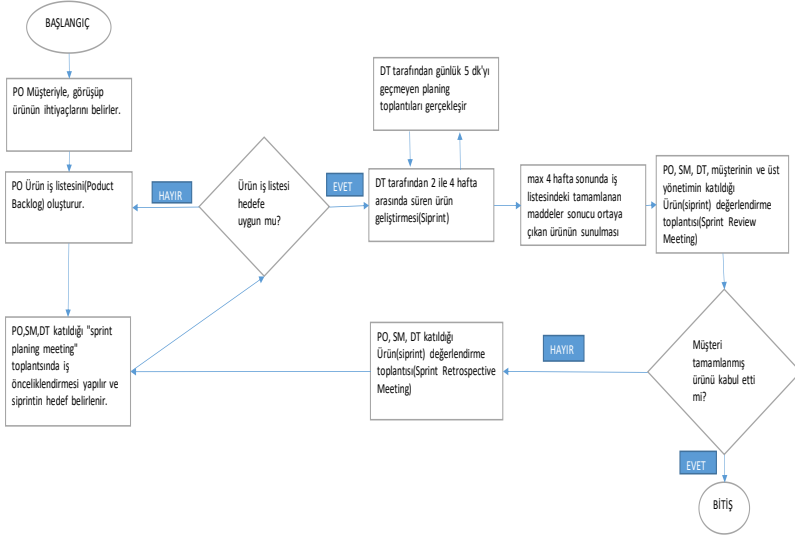 BAŞLANGIÇ
PO Müşteriyle, görüşüp
ürünün ihtiyaçlarını belirler.
PO Ürün iş listesini(Poduct
Backlog) oluşturur.
PO,SM,DT katıldığı "sprint
planing meeting"
toplantsında iş
önceliklendirmesi yapılır ve
siprintin hedef belirlenir.
HAYIR
Ürün iş listesi
hedefe
uygun mu?
EVET
DT tarafından günlük 5 dk'yı
geçmeyen planing
toplantıları gerçekleşir
DT tarafından 2 ile 4 hafta
arasında süren ürün
geliştirmesi(Siprint)
max 4 hafta sonunda iş
listesindeki tamamlanan
maddeler sonucu ortaya
çıkan ürünün sunulması
PO, SM, DT, müşterinin ve üst
yönetimin katıldığı
Ürün(siprint) değerlendirme
toplantısı(Sprint Review
Meeting)
Müşteri
tamamlanmış
ürünü kabul etti
mi?
HAYIR
PO, SM, DT katıldığı
Ürün(siprint) değerlendirme
toplantısı(Sprint Retrospective
Meeting)
EVET
BİTİŞ